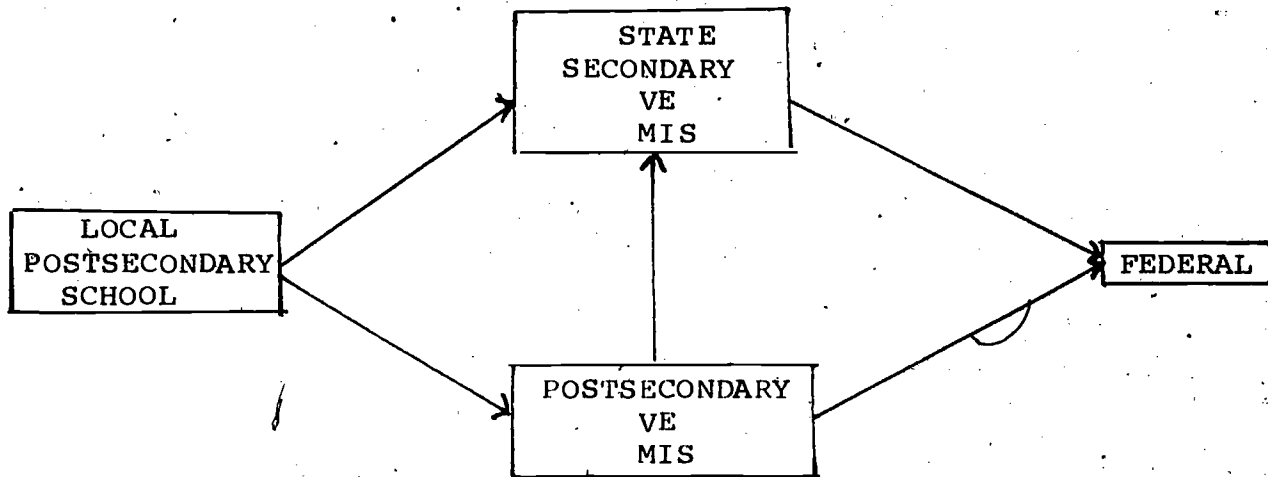 STATE
SECONDARY
VE
MIS
LOCAL
POSTSECONDARY
SCHOOL
FEDERAL
POSTSECONDARY
VE
MIS